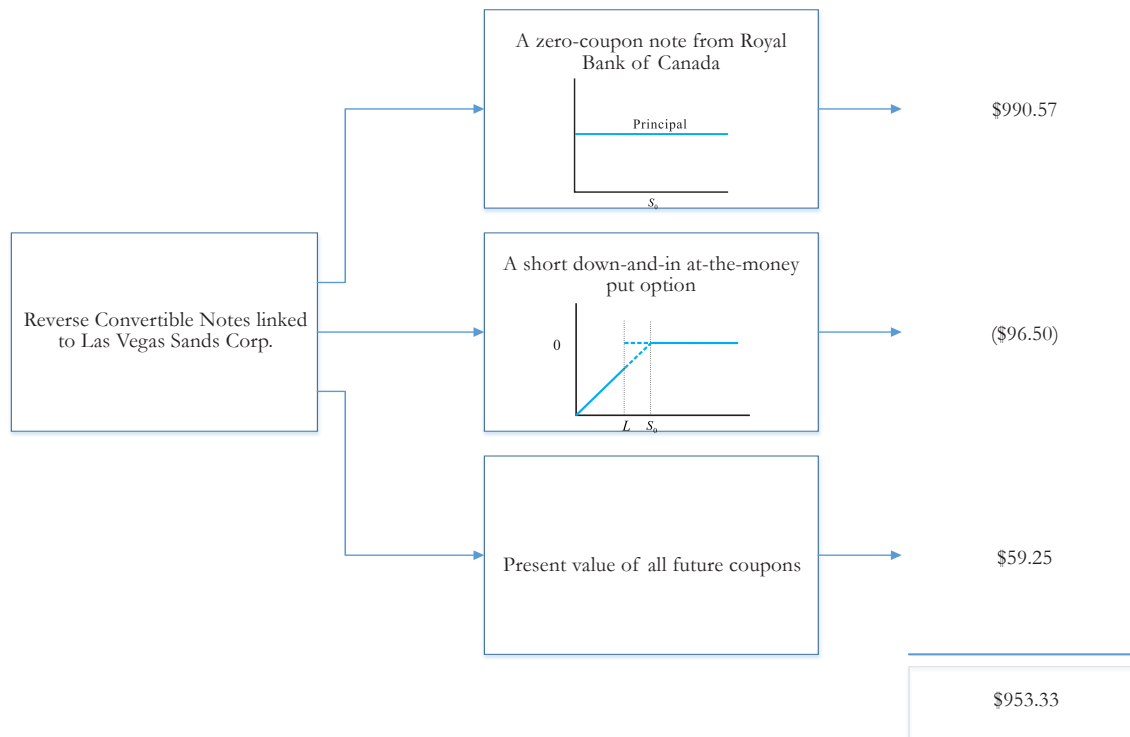 A zero-coupon note from Royal
Bank of Canada
Principal
S₀
$990.57
Reverse Convertible Notes linked
to Las Vegas Sands Corp.
A short down-and-in at-the-money
put option
0
L S₀
($96.50)
Present value of all future coupons
$59.25
$953.33